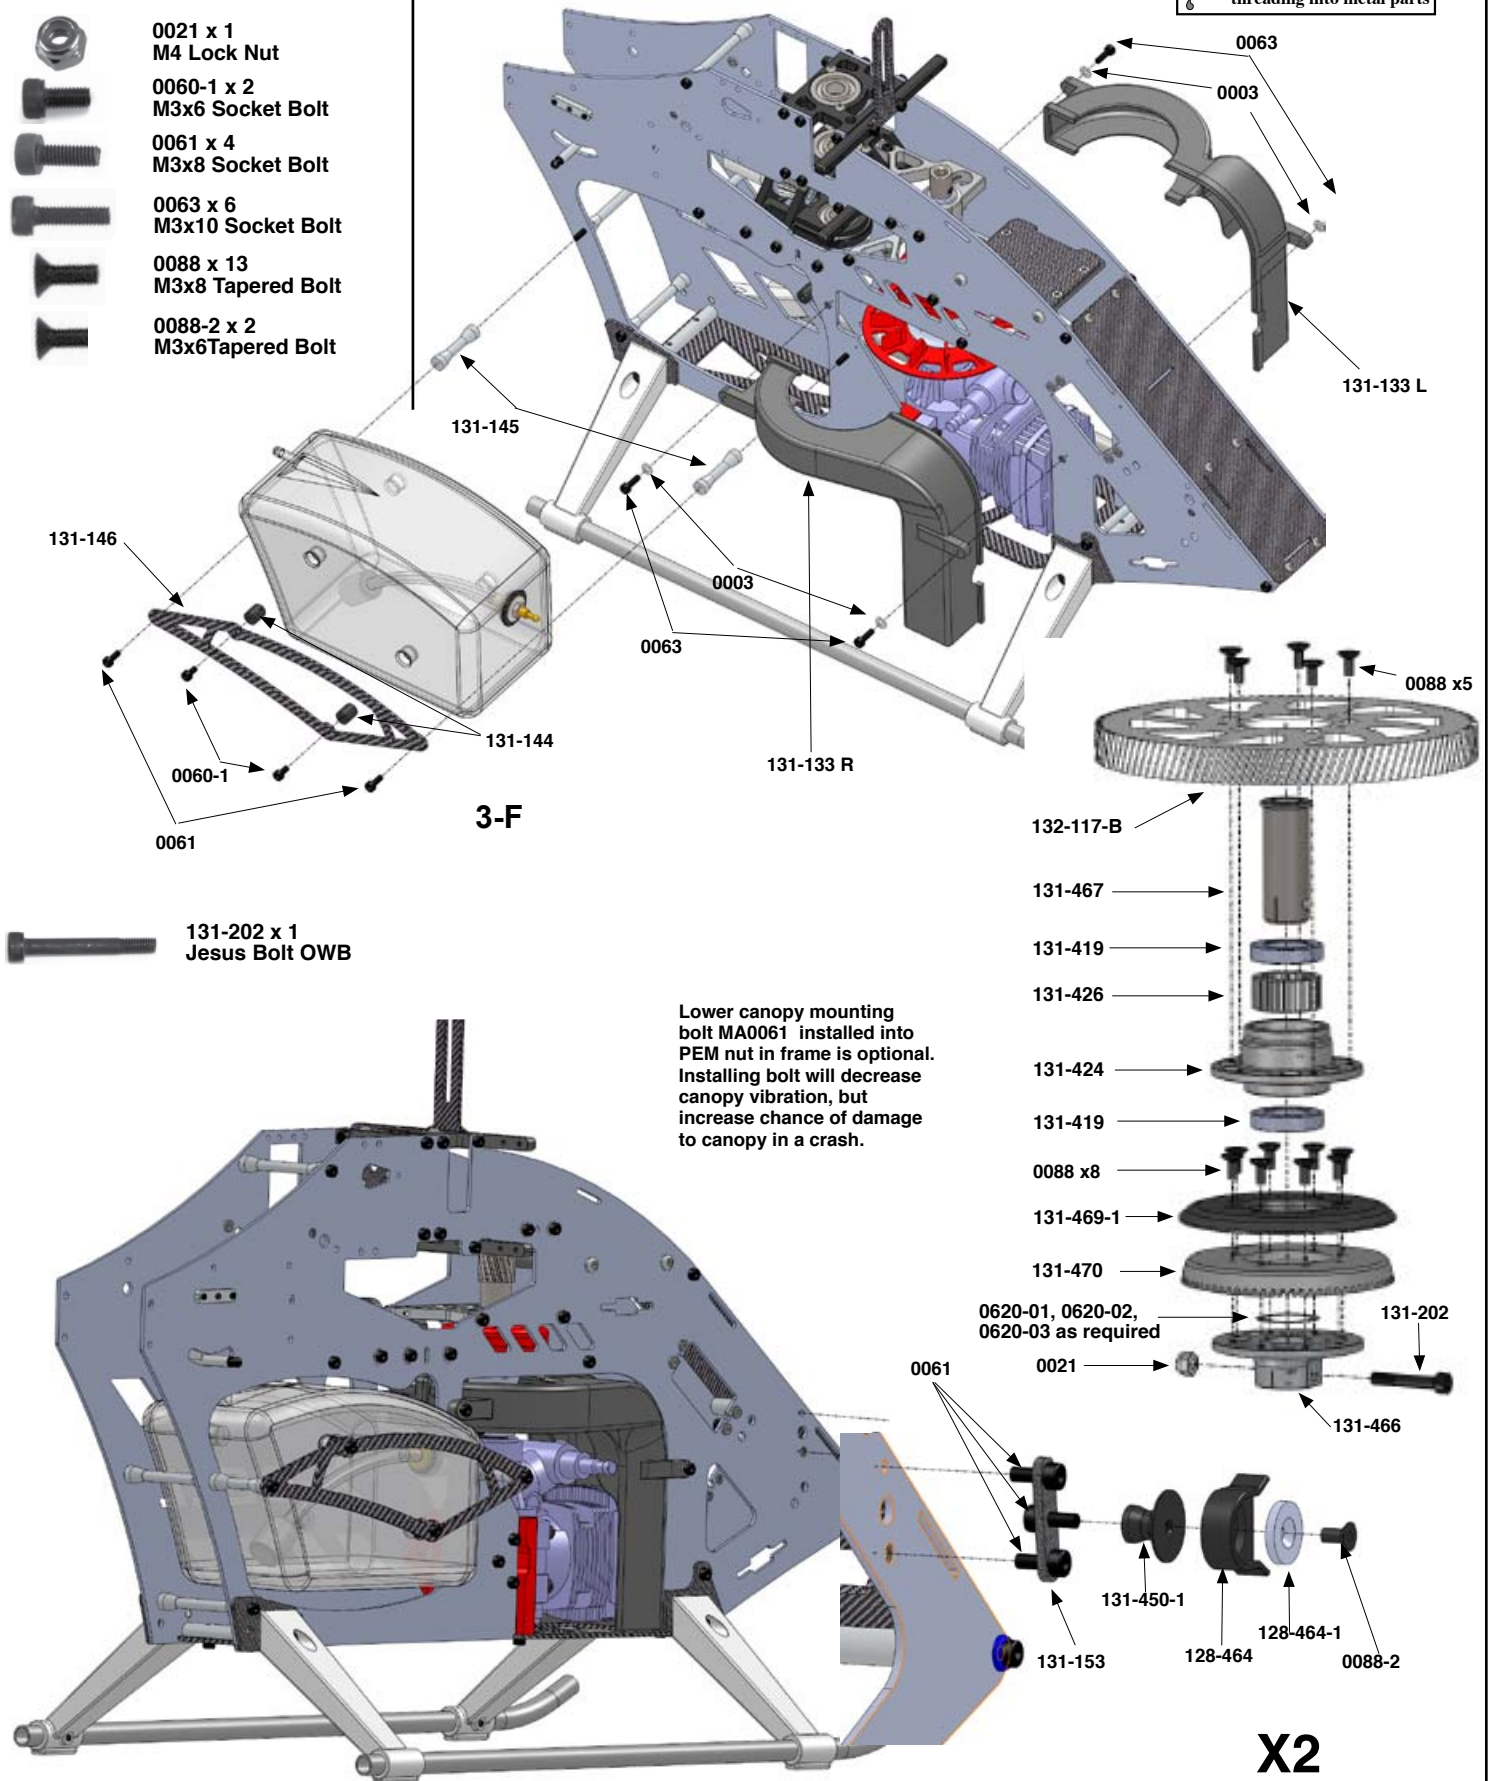 threading into metal parts
0021 x 1
M4 Lock Nut
0060-1 x 2
M3x6 Socket Bolt
0061 x 4
M3x8 Socket Bolt
0063 x 6
M3x10 Socket Bolt
0088 x 13
M3x8 Tapered Bolt
0088-2 x 2
M3x6Tapered Bolt
0063
0003
131-133 L
131-145
131-146
0003
0063
131-144
0060-1
0061
131-133 R
3-F
0088 x5
132-117-B
131-467
131-419
131-426
131-424
131-419
0088 x8
131-469-1
131-470
0620-01, 0620-02,
0620-03 as required
131-202
0021
131-466
131-202 x 1
Jesus Bolt OWB
Lower canopy mounting
bolt MA0061 installed into
PEM nut in frame is optional.
Installing bolt will decrease
canopy vibration, but
increase chance of damage
to canopy in a crash.
0061
131-450-1
128-464-1
128-464
131-153
0088-2
X2